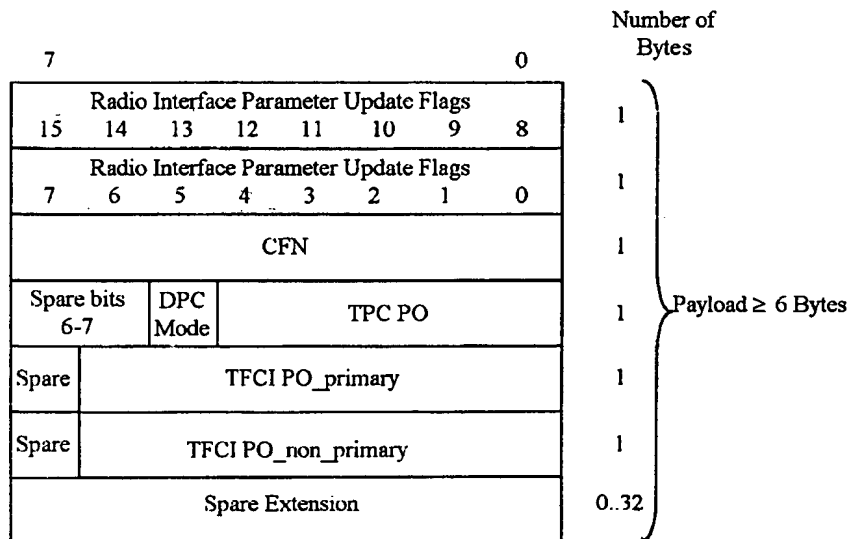 Number of
Bytes
7 0
Radio Interface Parameter Update Flags
15 14 13 12 11 10 9 8
1
Radio Interface Parameter Update Flags
7 6 5 4 3 2 1 0
1
CFN
1
Spare bits
6-7
DPC
Mode
TPC PO
1
Payload ≥ 6 Bytes
Spare
TFCI PO_primary
1
Spare
TFCI PO_non_primary
1
Spare Extension
0..32